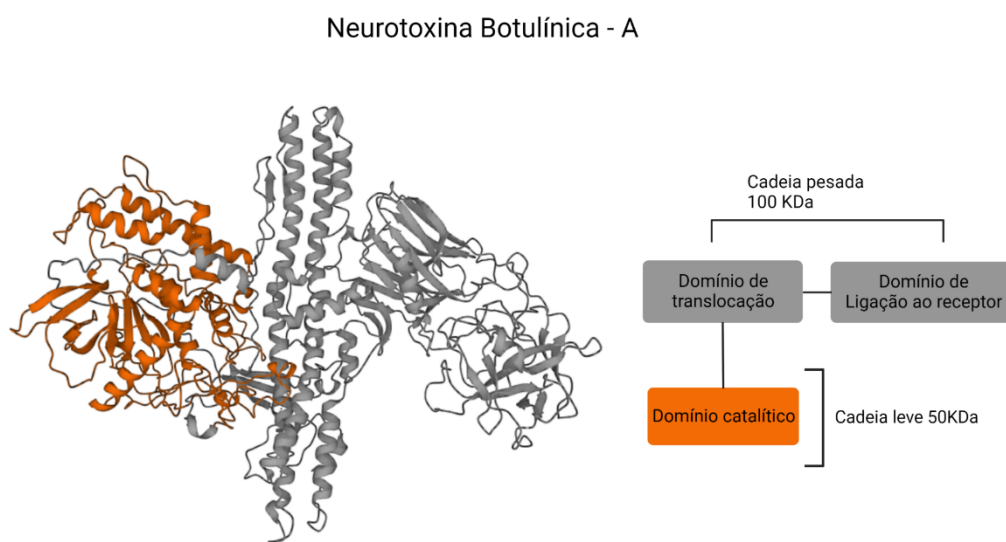 Neurotoxina Botulínica - A
Cadeia pesada
100 KDa
Domínio de
translocação
Domínio de
Ligação ao receptor
Domínio catalítico
Cadeia leve 50KDa